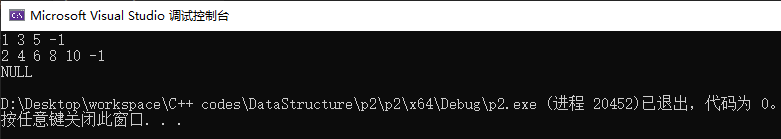 Microsoft Visual Studio 调试控制台
1 3 5 -1
2 4 6 8 10 -1
NULL
D:\Desktop\workspace\C++ codes\DataStructure\p2\p2\x64\Debug\p2.exe (进程 20452)已退出，代码为 0。
按任意键关闭此窗口. . .